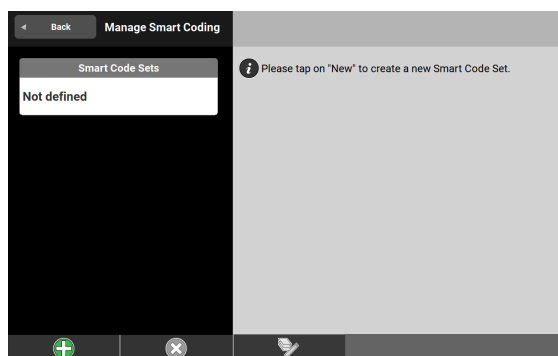 Back
Manage Smart Coding
Smart Code Sets
Not defined
Please tap on "New" to create a new Smart Code Set.